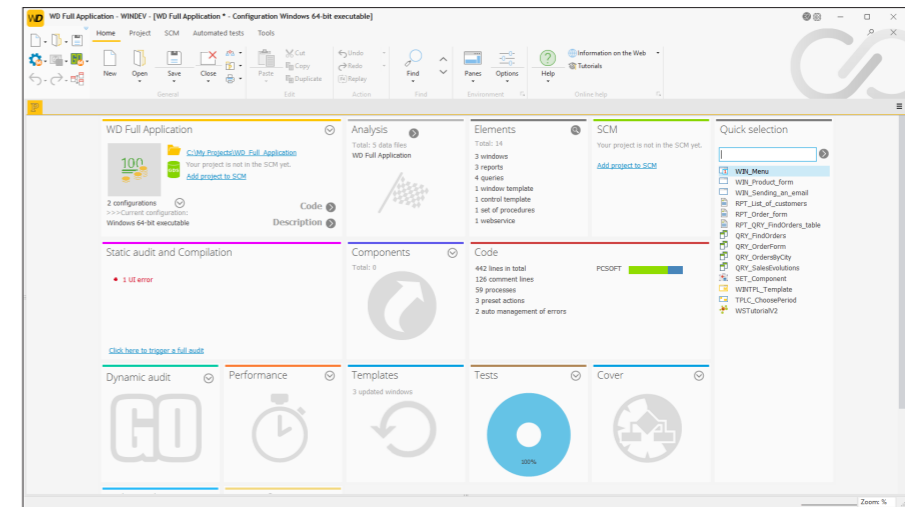 WD WD Full Application - WINDEV - [WD Full Application * - Configuration Windows 64-bit executable]
Home Project SCM Automated tests Tools
New Open Save Close
Paste Cut Copy Duplicate
Undo Redo Replay
Find
Panes Options
Help Information on the Web Tutorials
General Edit Action Find Environment Online help
WD Full Application
100
C:\My Projects\WD_Full_Application
Your project is not in the SCM yet.
Add project to SCM
2 configurations
>>>Current configuration:
Windows 64-bit executable
Code
Description
Analysis
Total: 5 data files
WD Full Application
Elements
Total: 14
3 windows
3 reports
4 queries
1 window template
1 control template
1 set of procedures
1 webservice
SCM
Your project is not in the SCM yet.
Add project to SCM
Quick selection
WIN_Menu
WIN_Product_form
WIN_Sending_an_email
RPT_List_of_customers
RPT_Order_form
RPT_QRY_FindOrders_table
QRY_FindOrders
QRY_OrderForm
QRY_OrdersByCity
QRY_SalesEvolutions
SET_Component
WINTPL_Template
TPLC_ChoosePeriod
WSTutorialV2
Static audit and Compilation
1 UI error
Click here to trigger a full audit
Components
Total: 0
Code
442 lines in total
126 comment lines
59 processes
3 preset actions
2 auto management of errors
PCSOFT
Dynamic audit
GO
Performance
Templates
3 updated windows
Tests
100%
Cover
Zoom: %